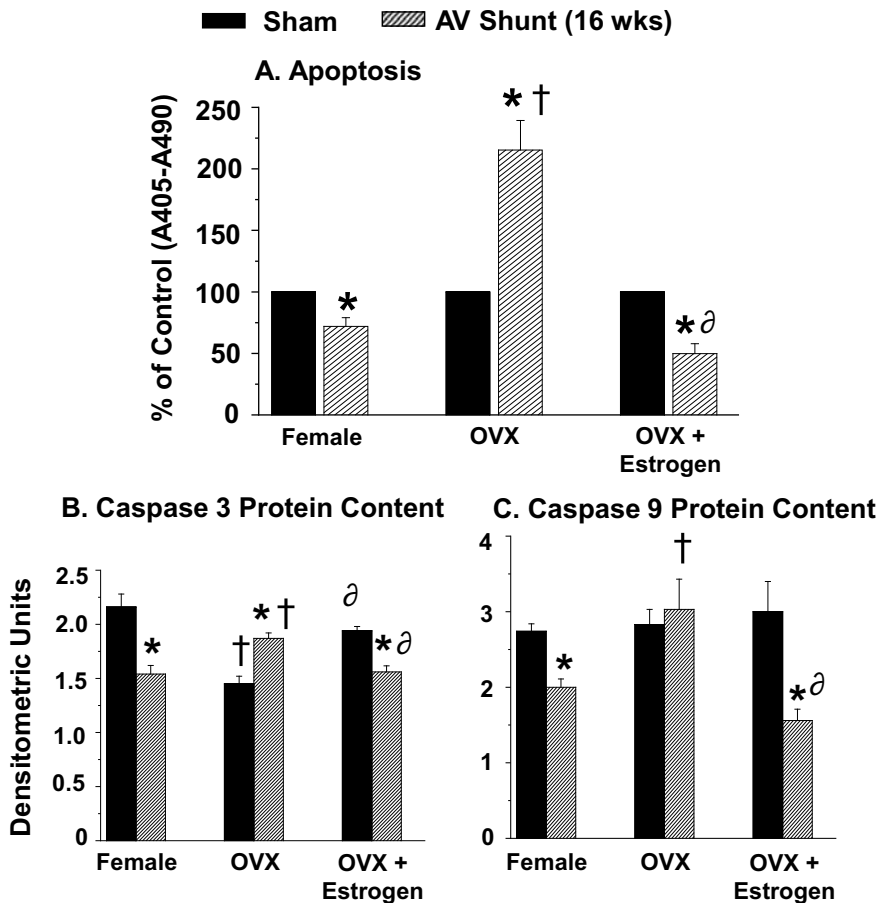 Sham AV Shunt (16 wks)
A. Apoptosis
% of Control (A405-A490)
250
200
150
100
50
0
* 
* †
* ∂
Female OVX OVX +
Estrogen
B. Caspase 3 Protein Content
Densitometric Units
2.5
2.0
1.5
1.0
0.5
0
*
†
* †
∂
* ∂
Female OVX OVX +
Estrogen
C. Caspase 9 Protein Content
4
3
2
1
0
*
†
* ∂
Female OVX OVX +
Estrogen